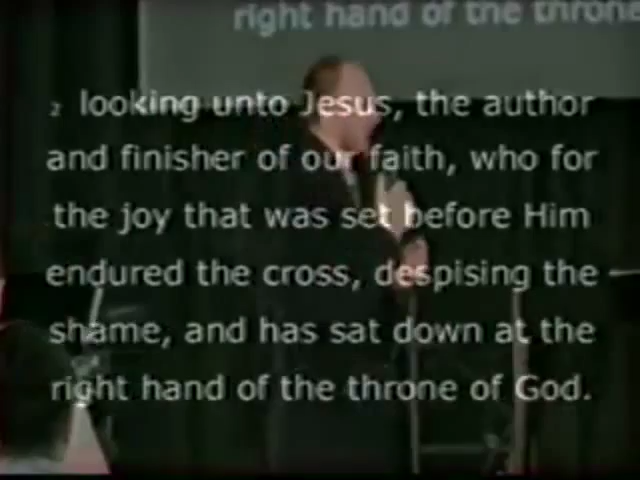 right hand of the throne
2 looking unto Jesus, the author
and finisher of our faith, who for
the joy that was set before Him
endured the cross, despising the
shame, and has sat down at the
right hand of the throne of God.